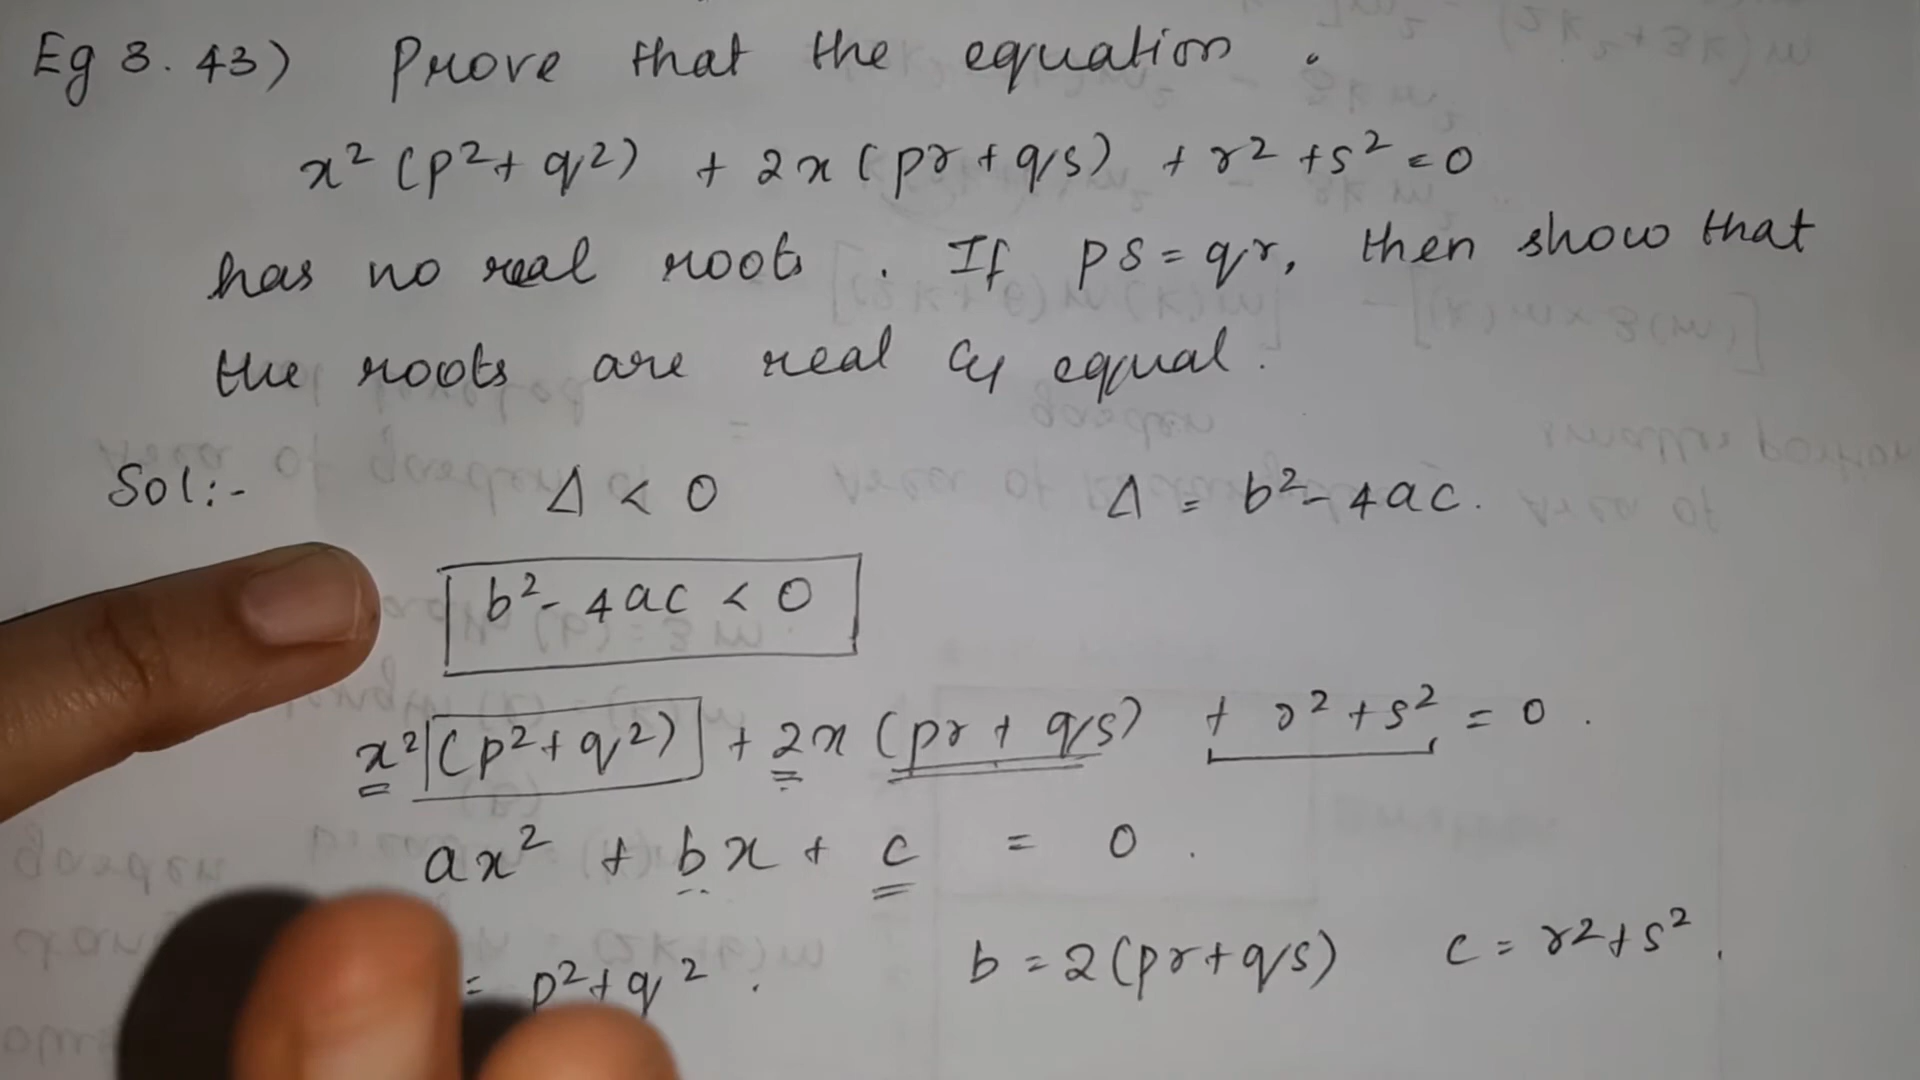 Eg 3.43) Prove that the equation.
x² (p² + q²) + 2x (pr + qs) + r² + s² = 0
has no real roots. If ps = qr, then show that
the roots are real & equal.
Sol:- Δ < 0 Δ = b² - 4ac.
b² - 4ac < 0
x² (p² + q²) + 2x (pr + qs) + r² + s² = 0.
ax² + bx + c = 0.
= p² + q². b = 2(pr + qs) c = r² + s².